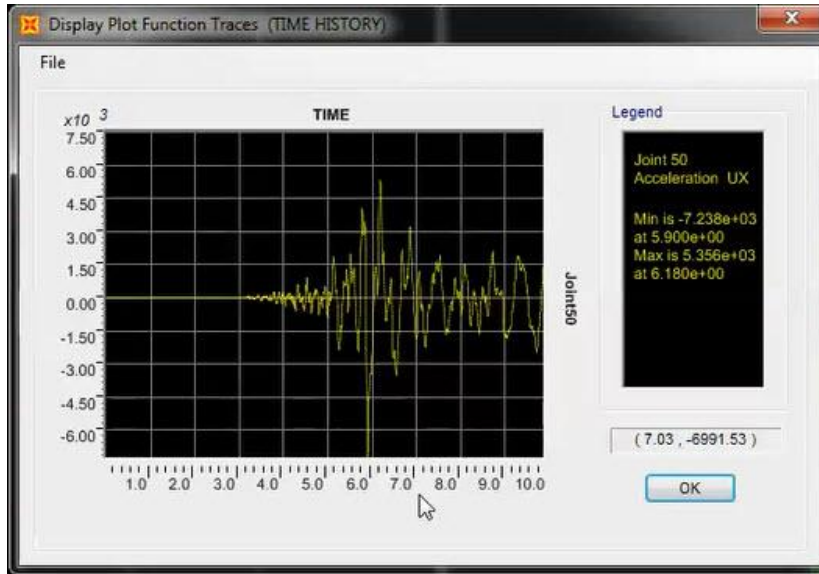 Display Plot Function Traces (TIME HISTORY)
File
x10 3
TIME
7.50
6.00
4.50
3.00
1.50
0.00
-1.50
-3.00
-4.50
-6.00
1.0 2.0 3.0 4.0 5.0 6.0 7.0 8.0 9.0 10.0
Joint50
Legend
Joint 50
Acceleration UX
Min is -7.238e+03
at 5.900e+00
Max is 5.356e+03
at 6.180e+00
( 7.03 , -6991.53 )
OK